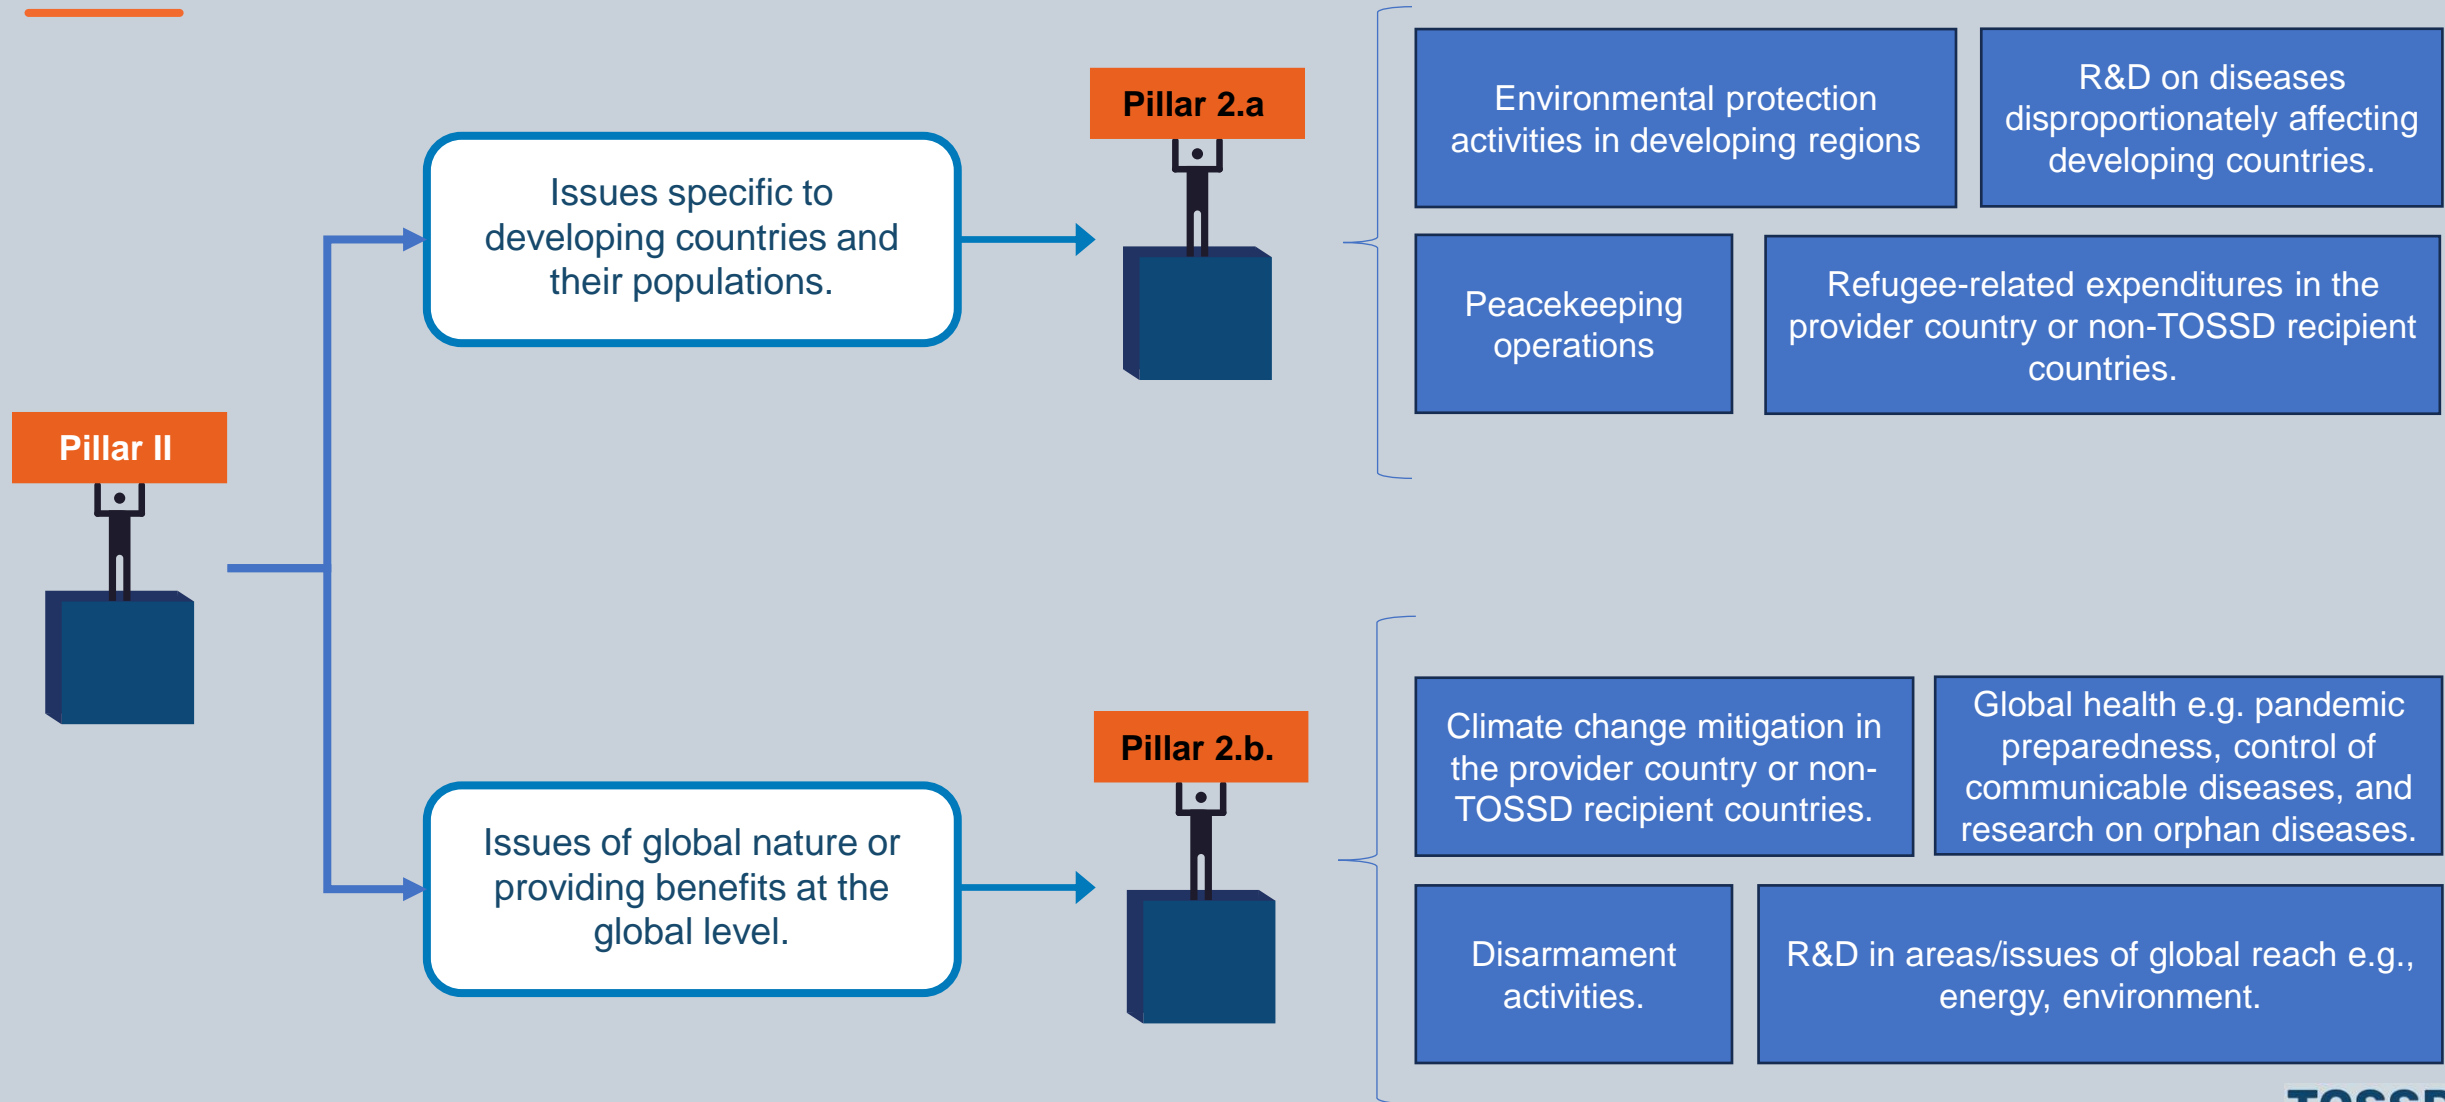 Pillar II
Issues specific to
developing countries and
their populations.
Pillar 2.a
Environmental protection
activities in developing regions
R&D on diseases
disproportionately affecting
developing countries.
Peacekeeping
operations
Refugee-related expenditures in the
provider country or non-TOSSD recipient
countries.
Issues of global nature or
providing benefits at the
global level.
Pillar 2.b.
Climate change mitigation in
the provider country or non-
TOSSD recipient countries.
Global health e.g. pandemic
preparedness, control of
communicable diseases, and
research on orphan diseases.
Disarmament
activities.
R&D in areas/issues of global reach e.g.,
energy, environment.
TOSSD